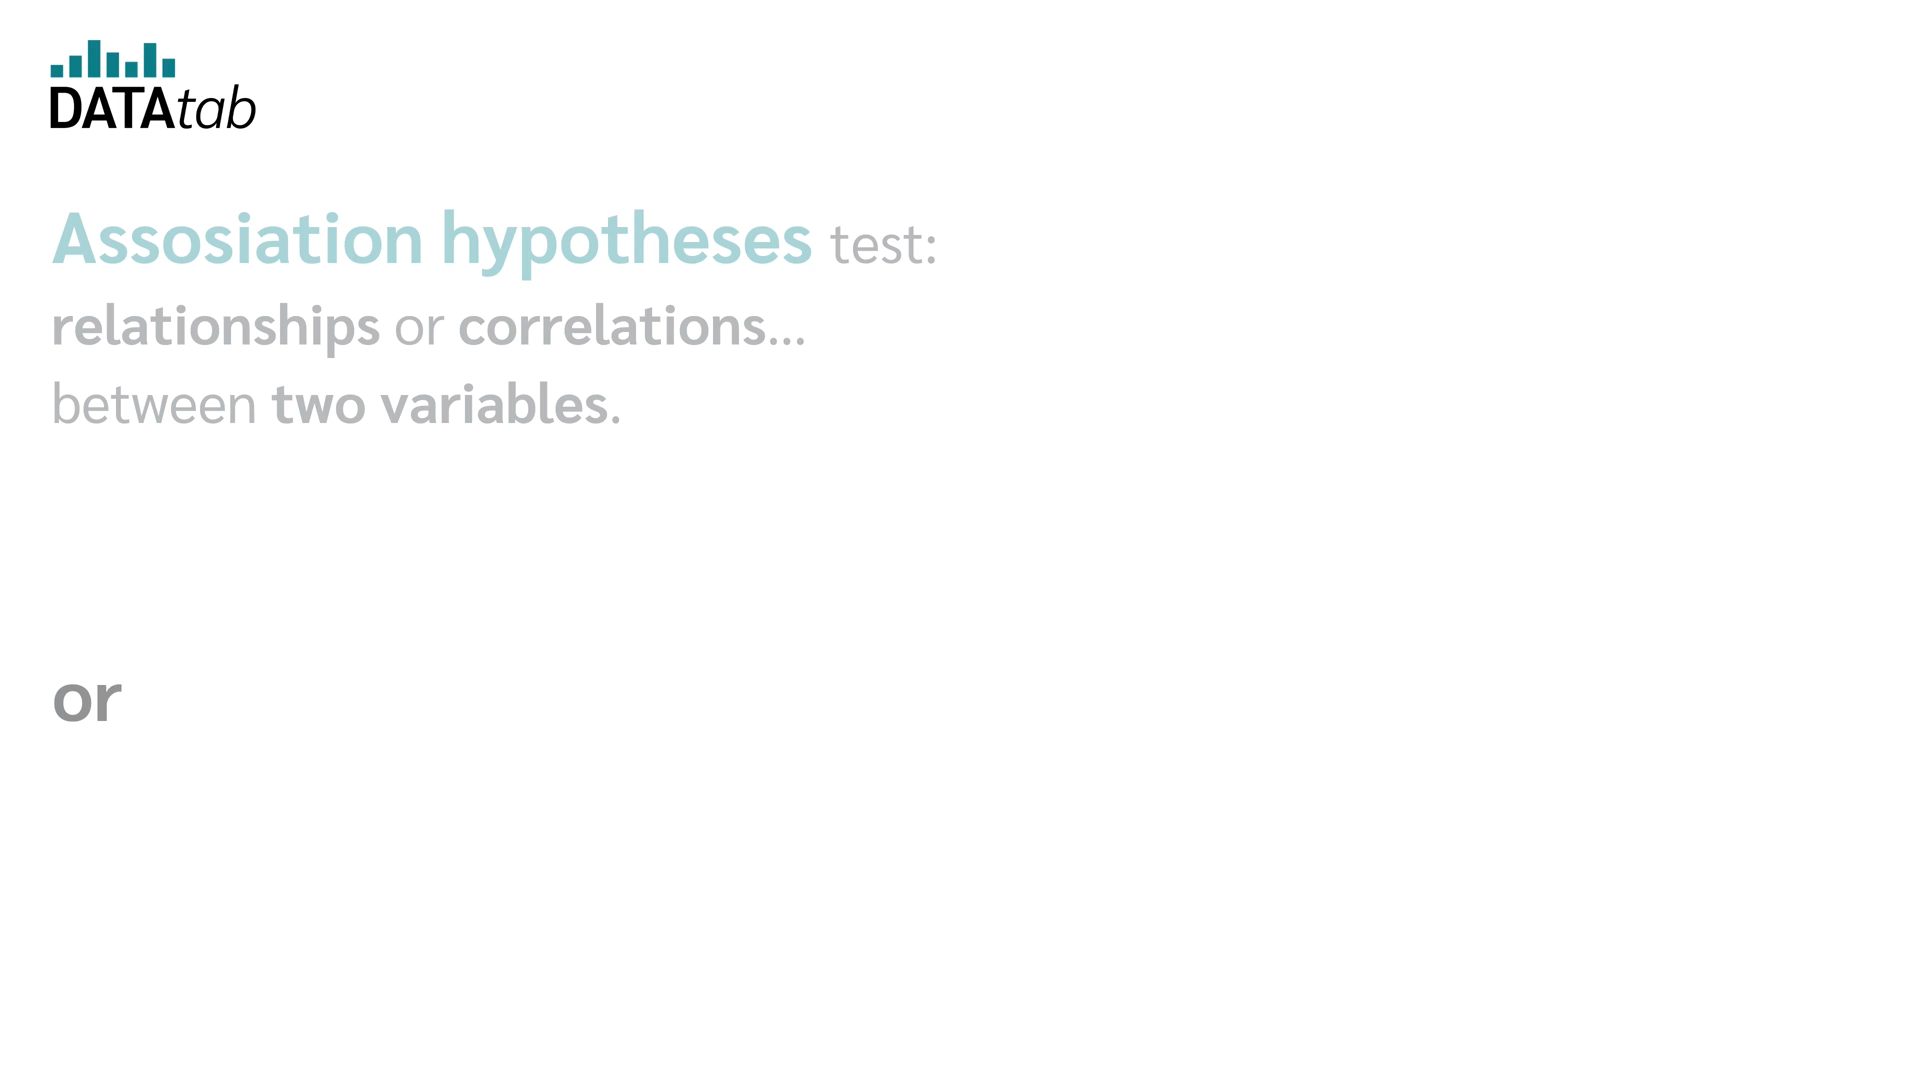 DATAtab
Assosiation hypotheses test:
relationships or correlations...
between two variables.
or